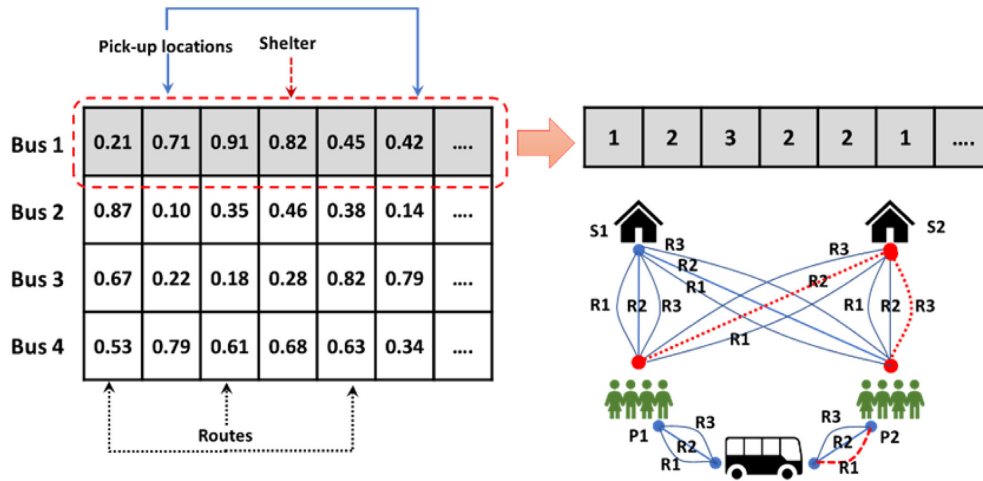 Pick-up locations
Shelter
Bus 1 0.21 0.71 0.91 0.82 0.45 0.42 ....
Bus 2 0.87 0.10 0.35 0.46 0.38 0.14 ....
Bus 3 0.67 0.22 0.18 0.28 0.82 0.79 ....
Bus 4 0.53 0.79 0.61 0.68 0.63 0.34 ....
Routes
1 2 3 2 2 1 ....
S1
S2
R3
R2
R1
R3
R2
R1
R1
R2
R3
R1
R2
R3
P1
R3
R2
R1
P2
R3
R2
R1